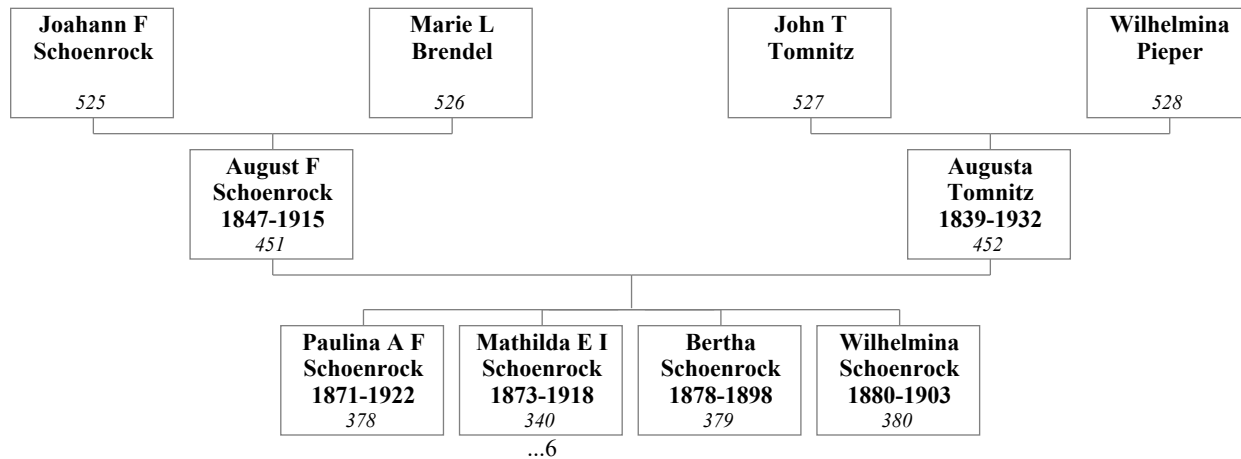 Joahann F
Schoenrock
525
Marie L
Brendel
526
John T
Tomnitz
527
Wilhelmina
Pieper
528
August F
Schoenrock
1847-1915
451
Augusta
Tomnitz
1839-1932
452
Paulina A F
Schoenrock
1871-1922
378
Mathilda E I
Schoenrock
1873-1918
340
...6
Bertha
Schoenrock
1878-1898
379
Wilhelmina
Schoenrock
1880-1903
380